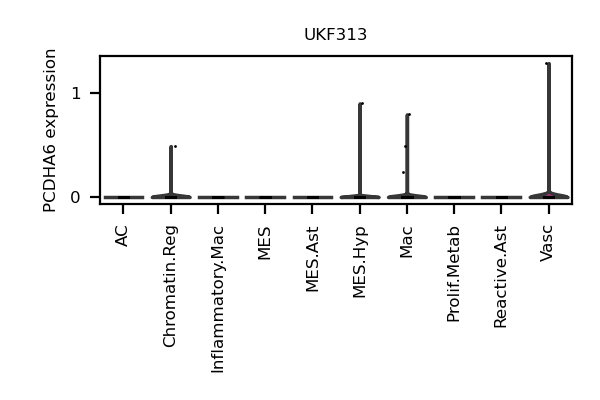 UKF313
PCDHA6 expression
1
0
AC
Chromatin.Reg
Inflammatory.Mac
MES
MES.Ast
MES.Hyp
Mac
Prolif.Metab
Reactive.Ast
Vasc